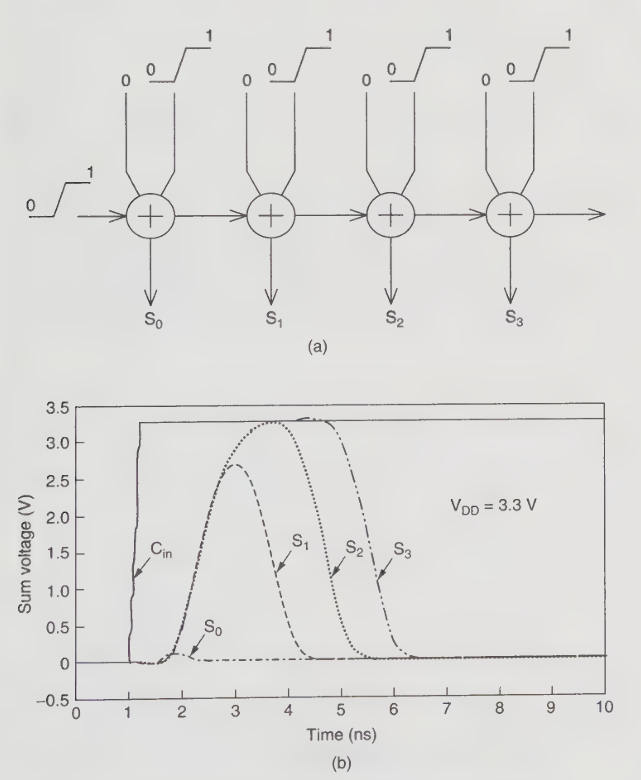 0 0 1 0 0 1 0 0 1 0 0 1
0 1
+ + + +
S₀ S₁ S₂ S₃
(a)
3.5
3.0
2.5
2.0
1.5
1.0
0.5
0
−0.5
Sum voltage (V)
V_DD = 3.3 V
C_in
S₀
S₁
S₂
S₃
0 1 2 3 4 5 6 7 8 9 10
Time (ns)
(b)